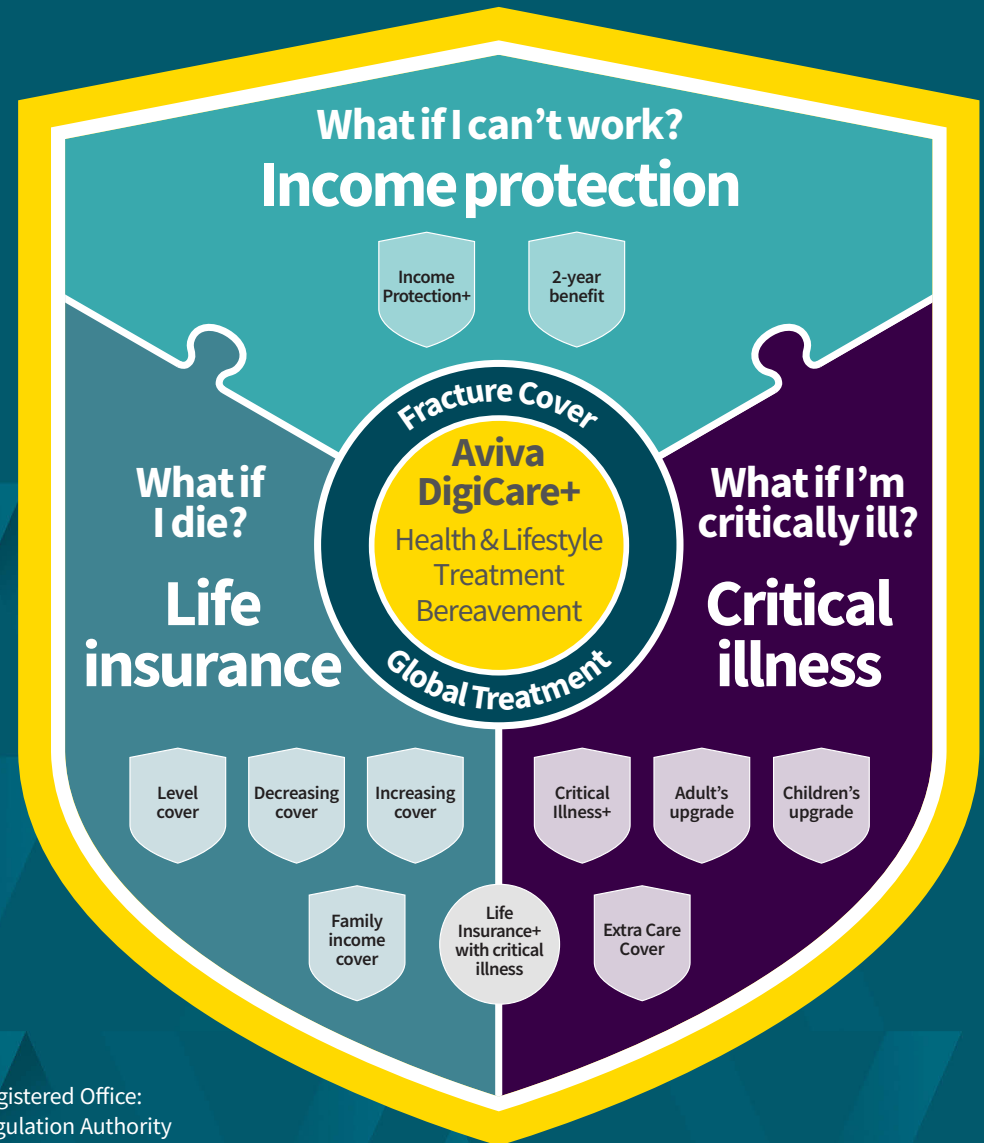 What if I can't work?
Income protection
Income
Protection+
2-year
benefit
Fracture Cover
Aviva
DigiCare+
Health & Lifestyle
Treatment
Bereavement
Global Treatment
What if
I die?
Life
insurance
What if I'm
critically ill?
Critical
illness
Level
cover
Decreasing
cover
Increasing
cover
Critical
Illness+
Adult's
upgrade
Children's
upgrade
Family
income
cover
Life
Insurance+
with critical
illness
Extra Care
Cover
gistered Office:
gulation Authority